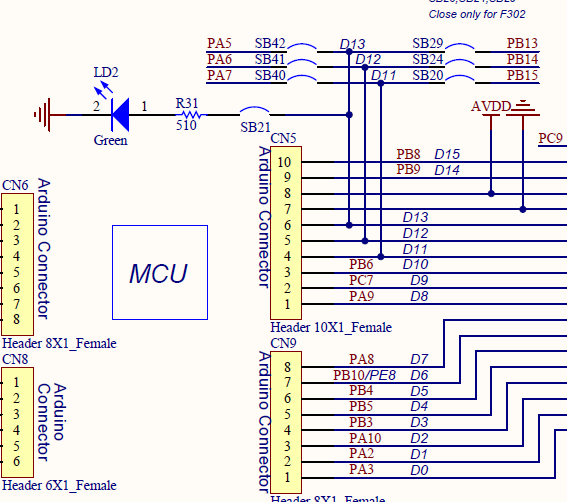 Close only for F302
PA5 SB42 D13 SB29 PB13
PA6 SB41 D12 SB24 PB14
PA7 SB40 D11 SB20 PB15
LD2
2 1 R31
510
Green SB21
AVDD
PC9
CN5
Arduino Connector
10 PB8 D15
9 PB9 D14
8
7
6 D13
5 D12
4 D11
3 PB6 D10
2 PC7 D9
1 PA9 D8
Header 10X1_Female
CN6
Arduino Connector
1
2
3
4
5
6
7
8
Header 8X1_Female
MCU
CN8
Arduino
Connector
1
2
3
4
5
6
Header 6X1_Female
CN9
Arduino Connector
8 PA8 D7
7 PB10/PE8 D6
6 PB4 D5
5 PB5 D4
4 PB3 D3
3 PA10 D2
2 PA2 D1
1 PA3 D0
Header 8X1_Female